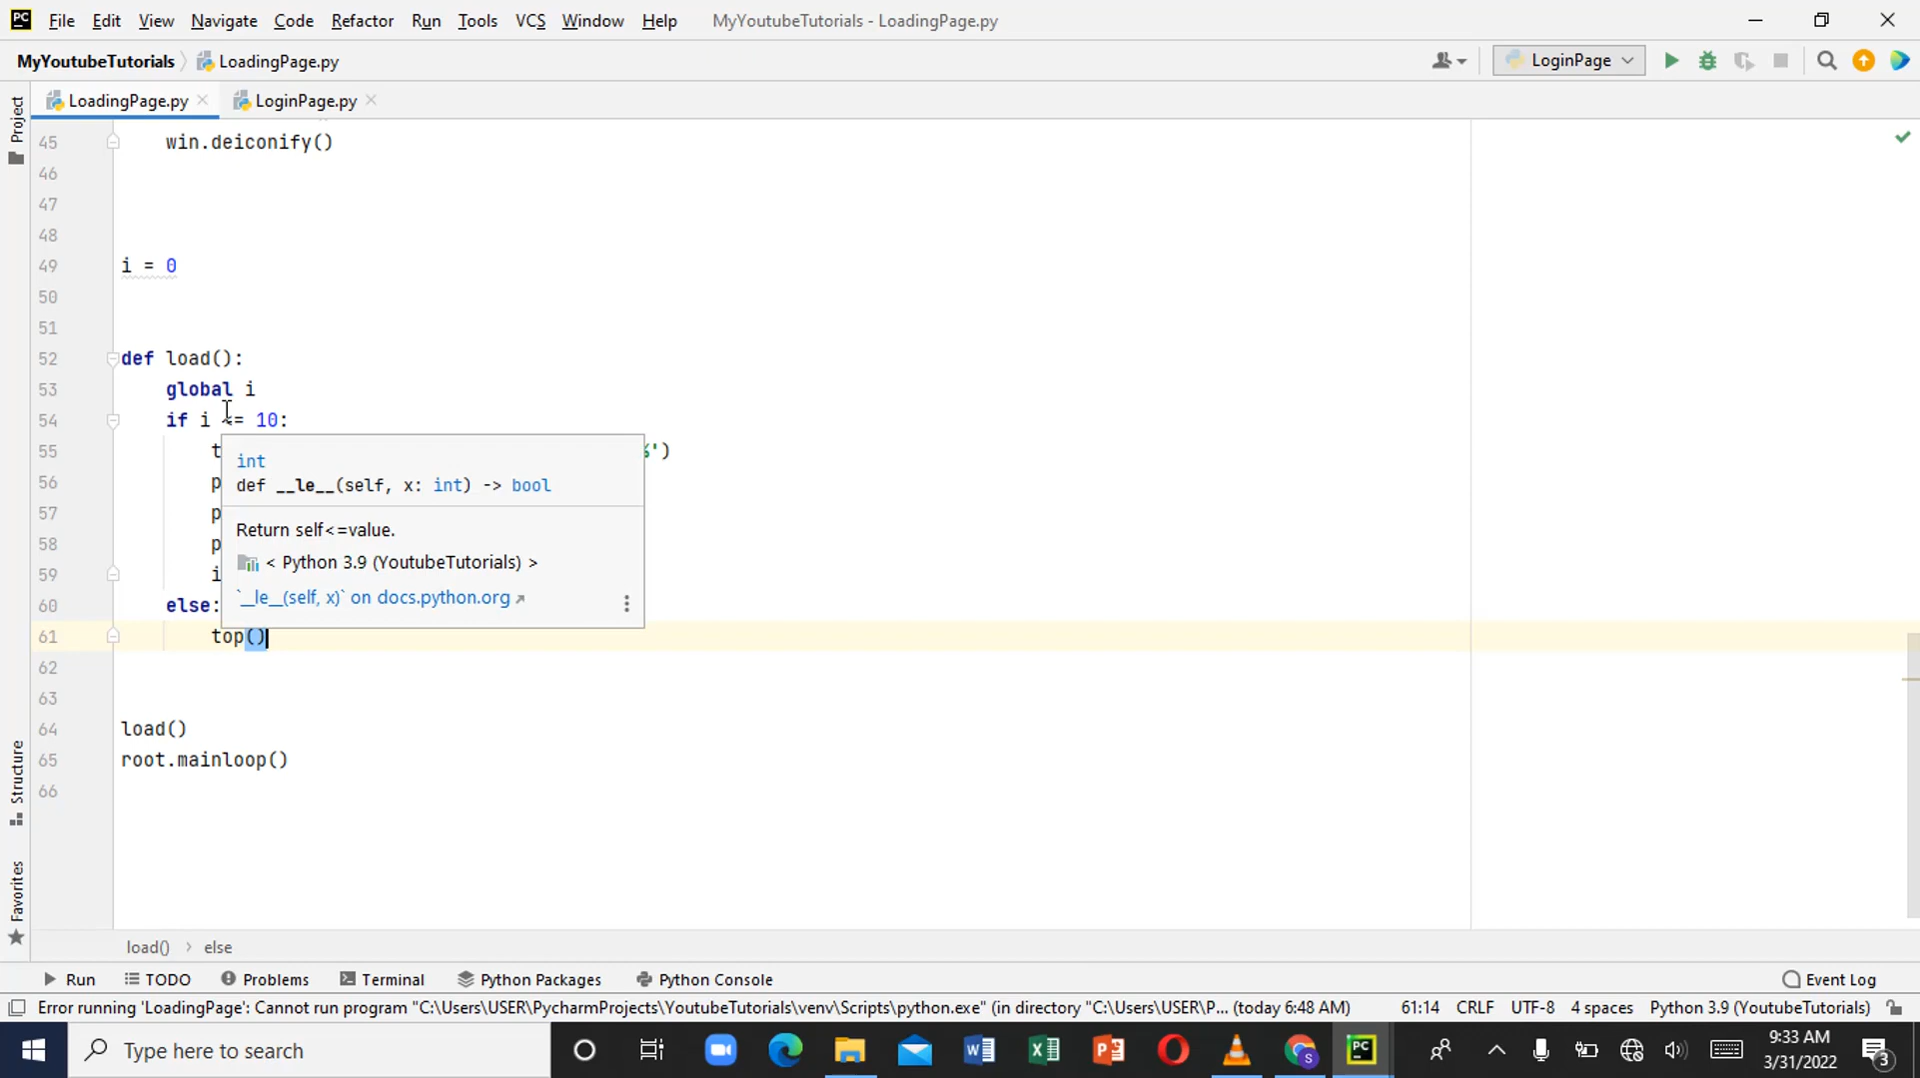 PC File Edit View Navigate Code Refactor Run Tools VCS Window Help MyYoutubeTutorials - LoadingPage.py
MyYoutubeTutorials LoadingPage.py LoginPage
LoadingPage.py LoginPage.py
Project
45 win.deiconify()
46
47
48
49 i = 0
50
51
52 def load():
53 global i
54 if i <= 10:
55 t %')
56 p
57 p
58 p
59 i
60 else:
61 top()
62
63
64 load()
65 root.mainloop()
66
int
def __le__(self, x: int) -> bool
Return self<=value.
< Python 3.9 (YoutubeTutorials) >
`__le__(self, x)` on docs.python.org
Structure
Favorites
load() else
Run TODO Problems Terminal Python Packages Python Console Event Log
Error running 'LoadingPage': Cannot run program "C:\Users\USER\PycharmProjects\YoutubeTutorials\venv\Scripts\python.exe" (in directory "C:\Users\USER\P... (today 6:48 AM) 61:14 CRLF UTF-8 4 spaces Python 3.9 (YoutubeTutorials)
Type here to search
9:33 AM
3/31/2022
3